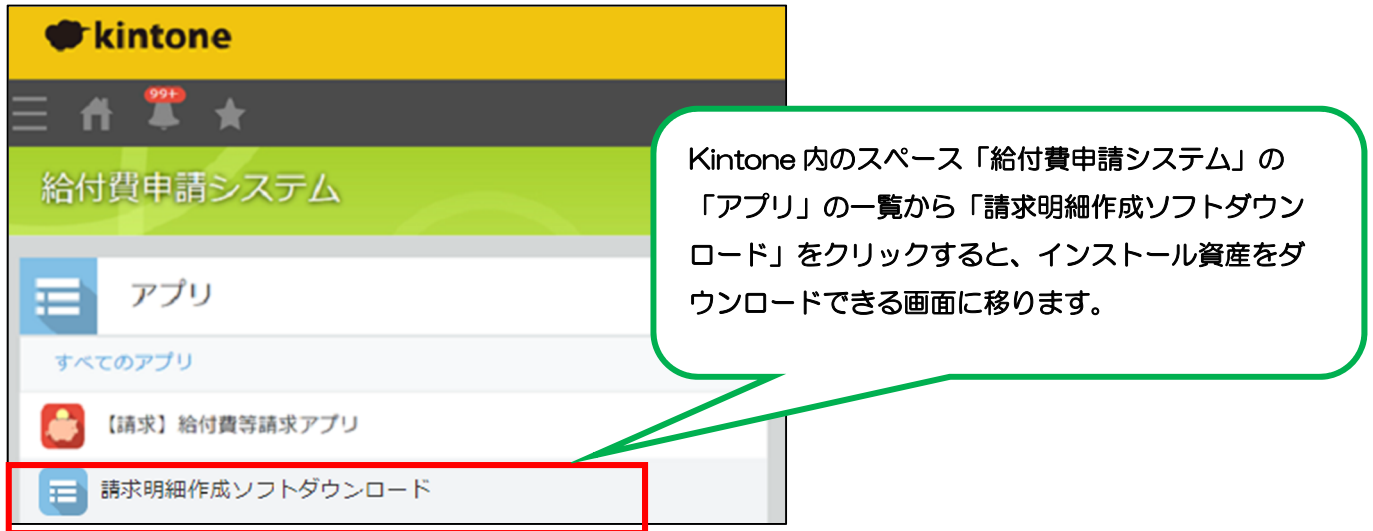 kintone
99+
給付費申請システム
アプリ
すべてのアプリ
【請求】給付費等請求アプリ
請求明細作成ソフトダウンロード
Kintone 内のスペース「給付費申請システム」の
「アプリ」の一覧から「請求明細作成ソフトダウン
ロード」をクリックすると、インストール資産をダ
ウンロードできる画面に移ります。